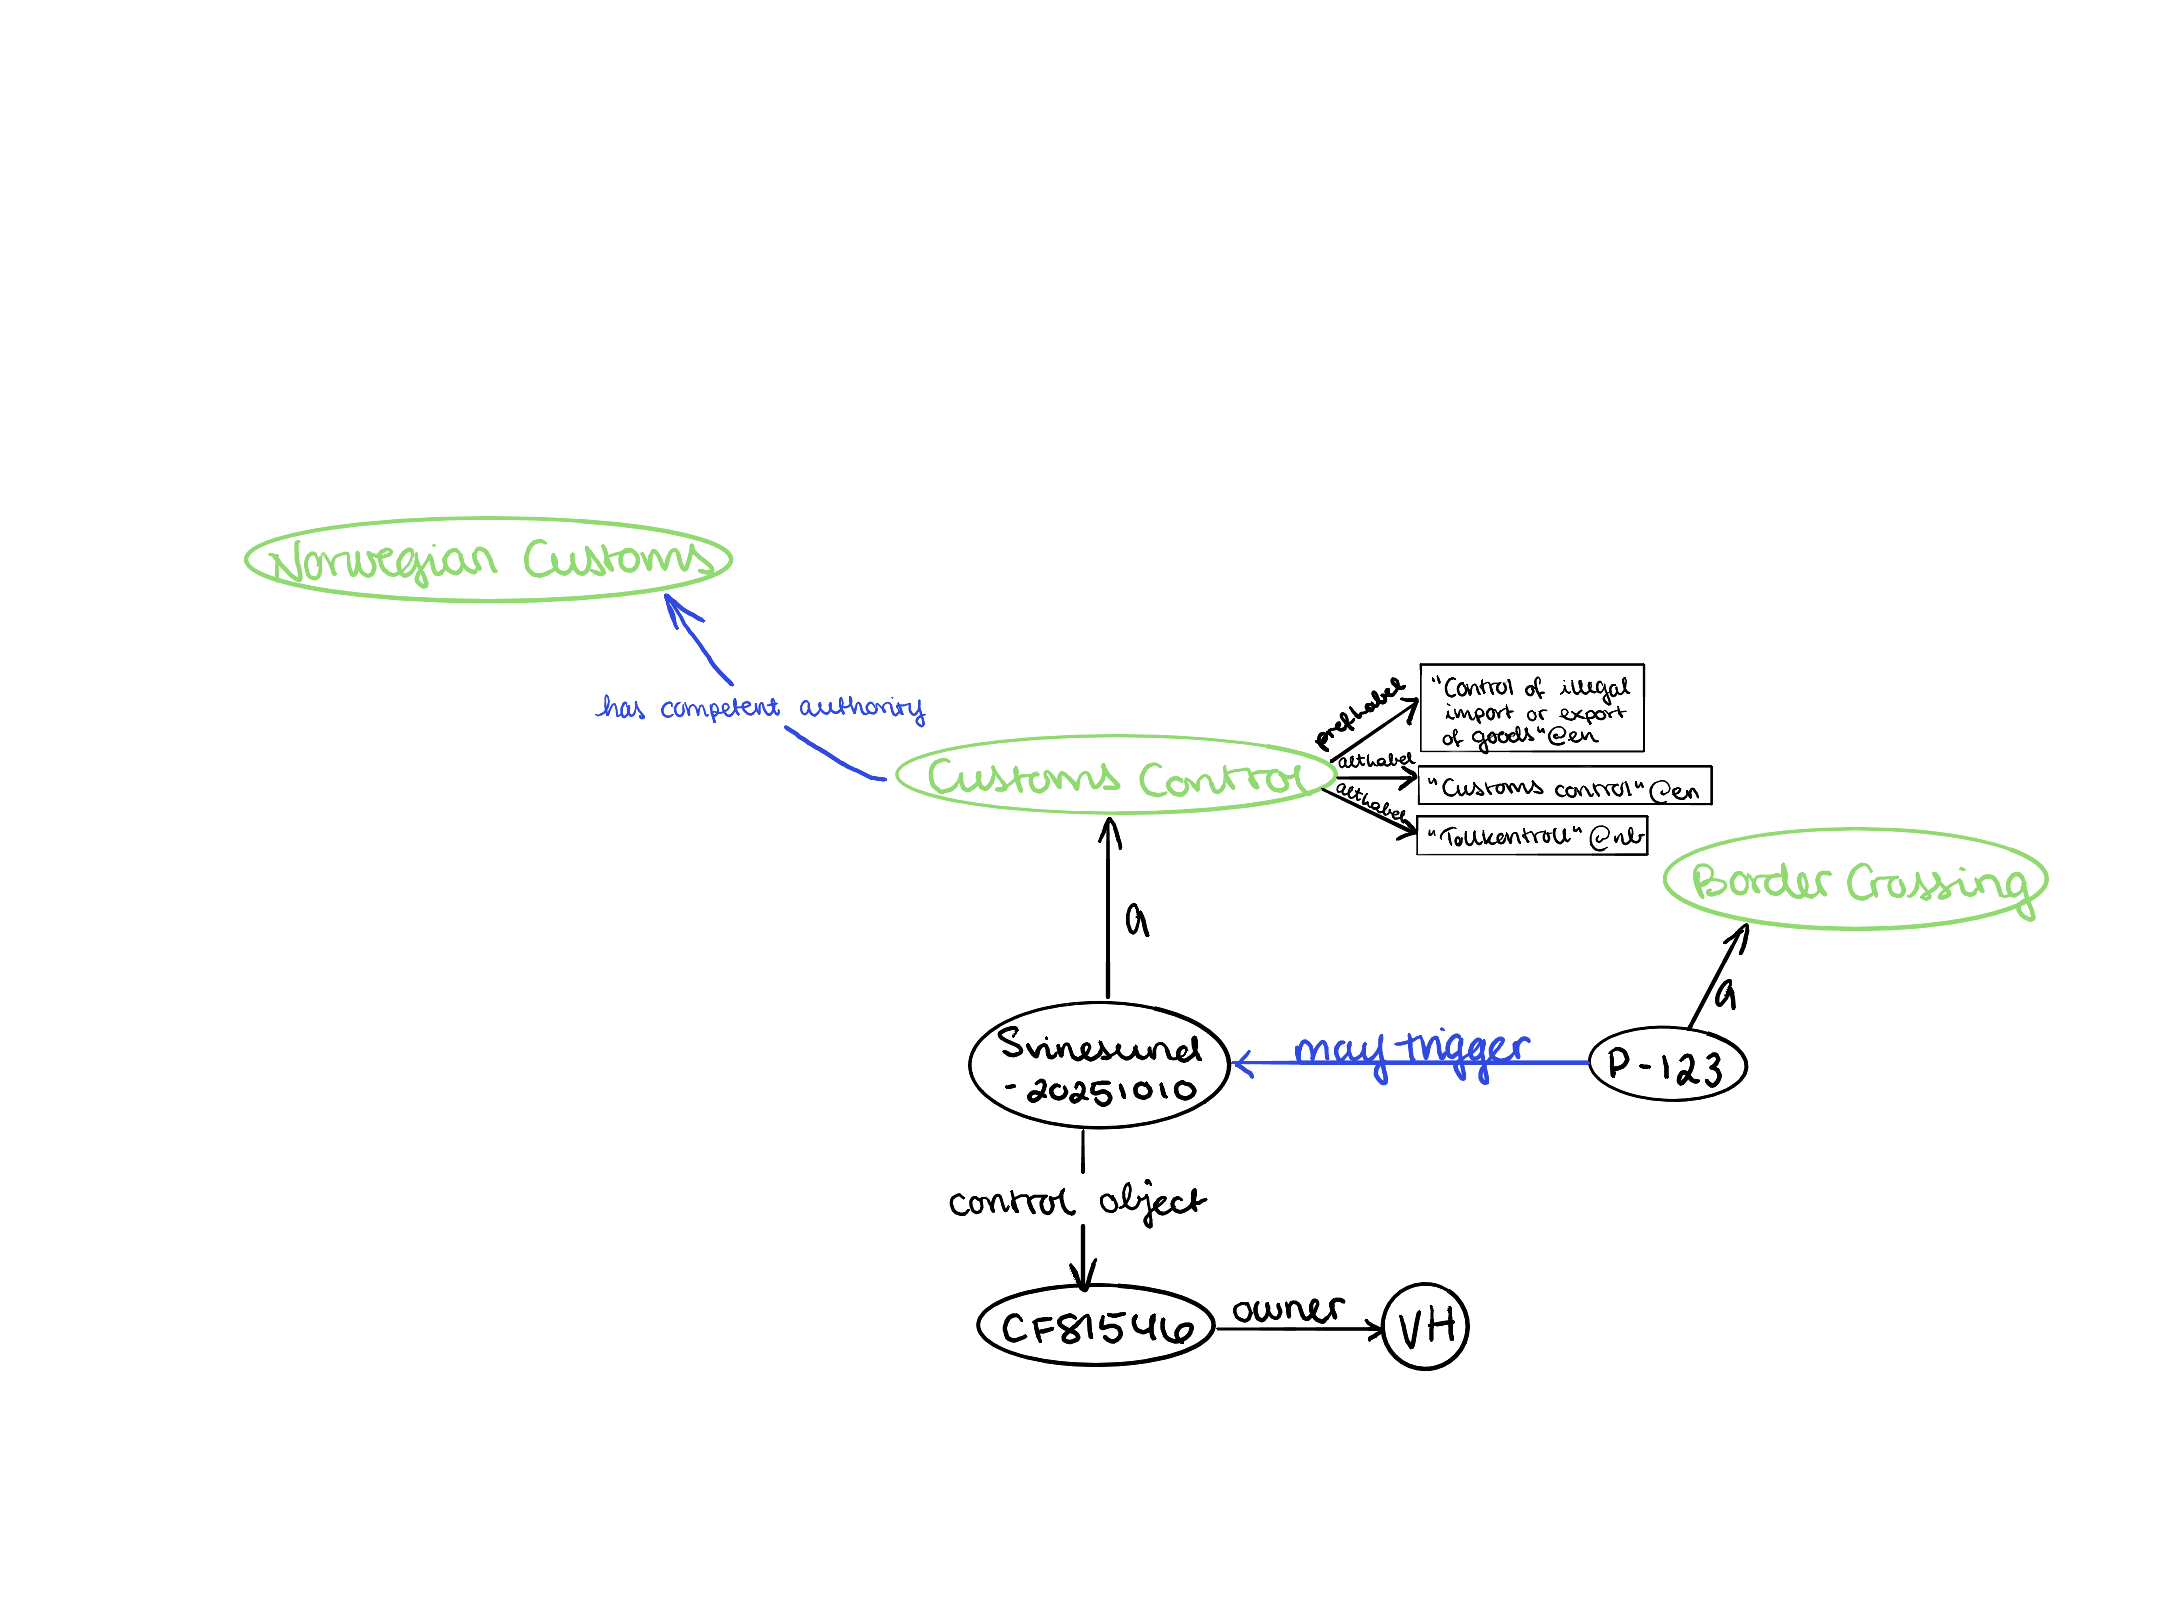 Norwegian Customs
has competent authority
Customs Control
prefLabel
"Control of illegal
import or export
of goods"@en
altLabel
"Customs control"@en
altLabel
"Tollkontroll"@nb
Border Crossing
a
a
Svinesund
-20251010
may trigger
P-123
control object
CF81546
owner
VH